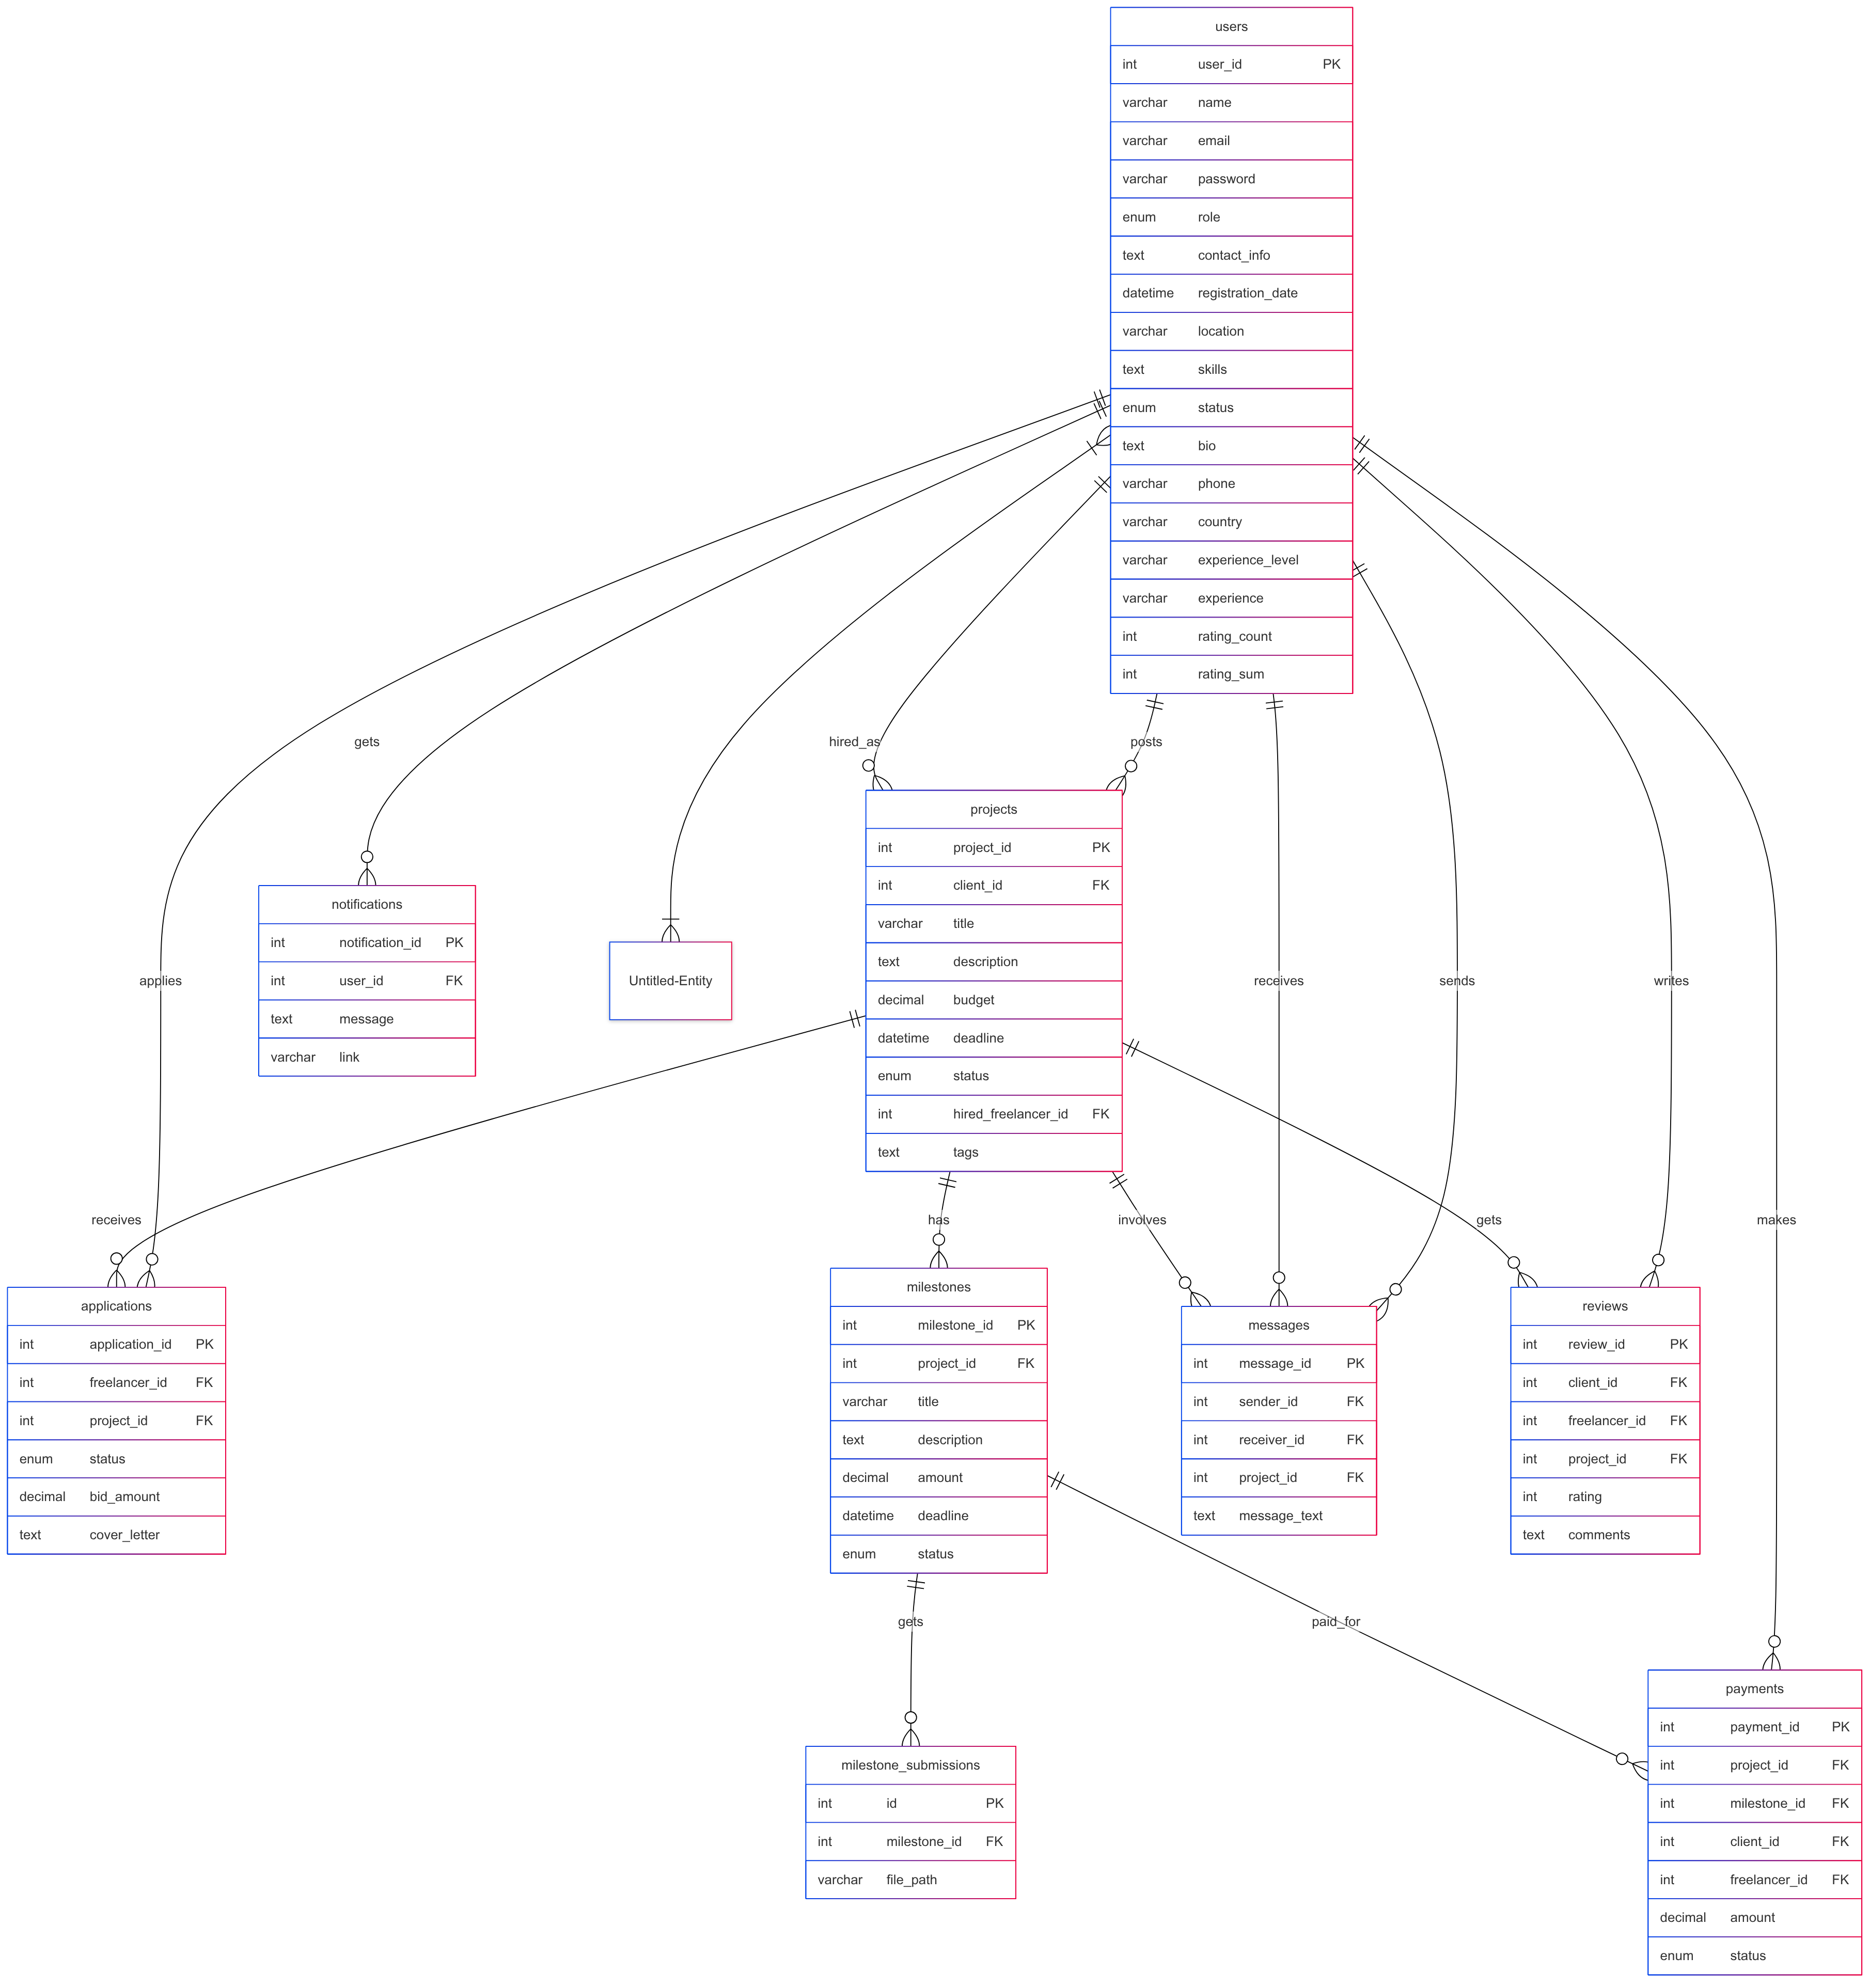 users
int user_id PK
varchar name
varchar email
varchar password
enum role
text contact_info
datetime registration_date
varchar location
text skills
enum status
text bio
varchar phone
varchar country
varchar experience_level
varchar experience
int rating_count
int rating_sum
gets
hired_as
posts
projects
int project_id PK
int client_id FK
varchar title
text description
decimal budget
datetime deadline
enum status
int hired_freelancer_id FK
text tags
notifications
int notification_id PK
int user_id FK
text message
varchar link
Untitled-Entity
applies
receives
sends
writes
receives
has
involves
gets
makes
applications
int application_id PK
int freelancer_id FK
int project_id FK
enum status
decimal bid_amount
text cover_letter
milestones
int milestone_id PK
int project_id FK
varchar title
text description
decimal amount
datetime deadline
enum status
messages
int message_id PK
int sender_id FK
int receiver_id FK
int project_id FK
text message_text
reviews
int review_id PK
int client_id FK
int freelancer_id FK
int project_id FK
int rating
text comments
gets
paid_for
milestone_submissions
int id PK
int milestone_id FK
varchar file_path
payments
int payment_id PK
int project_id FK
int milestone_id FK
int client_id FK
int freelancer_id FK
decimal amount
enum status